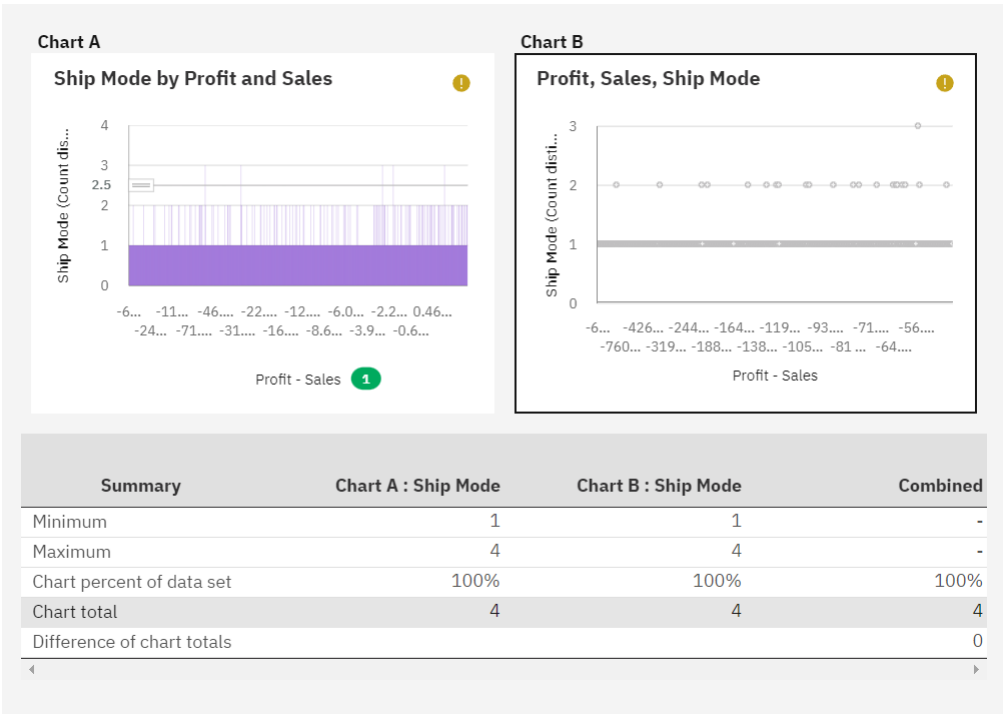 Chart A
Chart B
Ship Mode by Profit and Sales
Ship Mode (Count dis...
4
3
2.5
2
1
0
-6... -11... -46.... -22.... -12.... -6.0... -2.2... 0.46...
-24... -71.... -31.... -16.... -8.6... -3.9... -0.6...
Profit - Sales 1
Profit, Sales, Ship Mode
Ship Mode (Count disti...
3
2
1
0
-6... -426... -244... -164... -119... -93.... -71.... -56....
-760... -319... -188... -138... -105... -81 ... -64....
Profit - Sales
Summary Chart A : Ship Mode Chart B : Ship Mode Combined
Minimum 1 1 -
Maximum 4 4 -
Chart percent of data set 100% 100% 100%
Chart total 4 4 4
Difference of chart totals 0